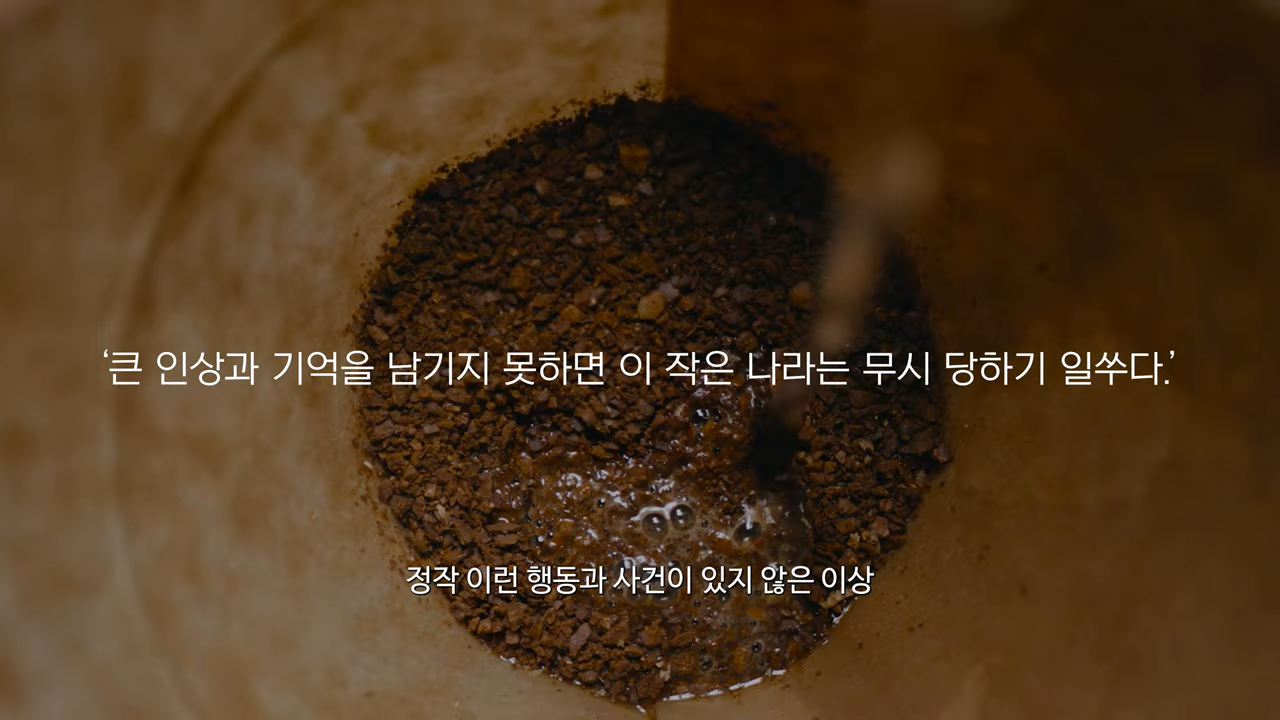 ‘큰 인상과 기억을 남기지 못하면 이 작은 나라는 무시 당하기 일쑤다.’
정작 이런 행동과 사건이 있지 않은 이상